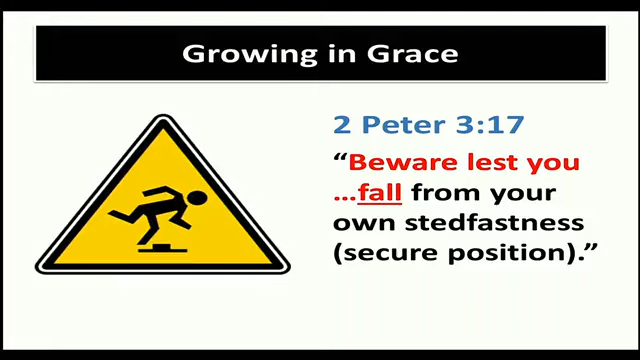 Growing in Grace
2 Peter 3:17
“Beware lest you
…fall from your
own stedfastness
(secure position).”